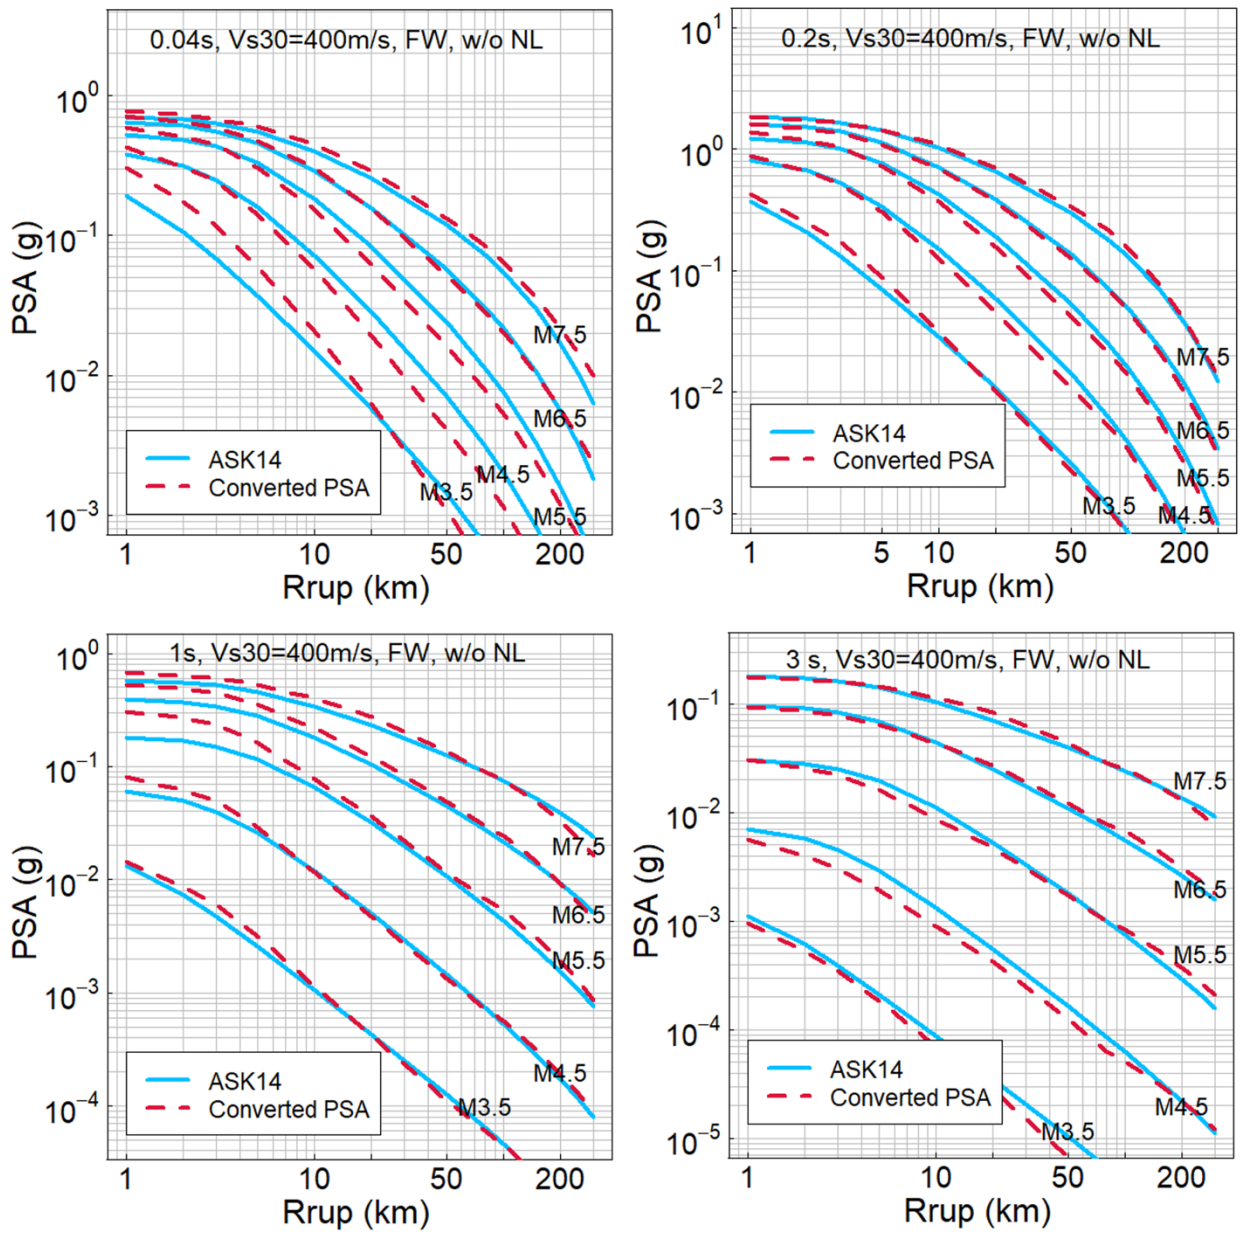 0.04s, Vs30=400m/s, FW, w/o NL
PSA (g)
10^0
10^-1
10^-2
10^-3
M7.5
M6.5
M4.5
M3.5
M5.5
ASK14
Converted PSA
1 10 50 200
Rrup (km)
0.2s, Vs30=400m/s, FW, w/o NL
PSA (g)
10^1
10^0
10^-1
10^-2
10^-3
M7.5
M6.5
M5.5
M3.5
M4.5
ASK14
Converted PSA
1 5 10 50 200
Rrup (km)
1s, Vs30=400m/s, FW, w/o NL
PSA (g)
10^0
10^-1
10^-2
10^-3
10^-4
M7.5
M6.5
M5.5
M4.5
M3.5
ASK14
Converted PSA
1 10 50 200
Rrup (km)
3 s, Vs30=400m/s, FW, w/o NL
PSA (g)
10^-1
10^-2
10^-3
10^-4
10^-5
M7.5
M6.5
M5.5
M4.5
M3.5
ASK14
Converted PSA
1 10 50 200
Rrup (km)